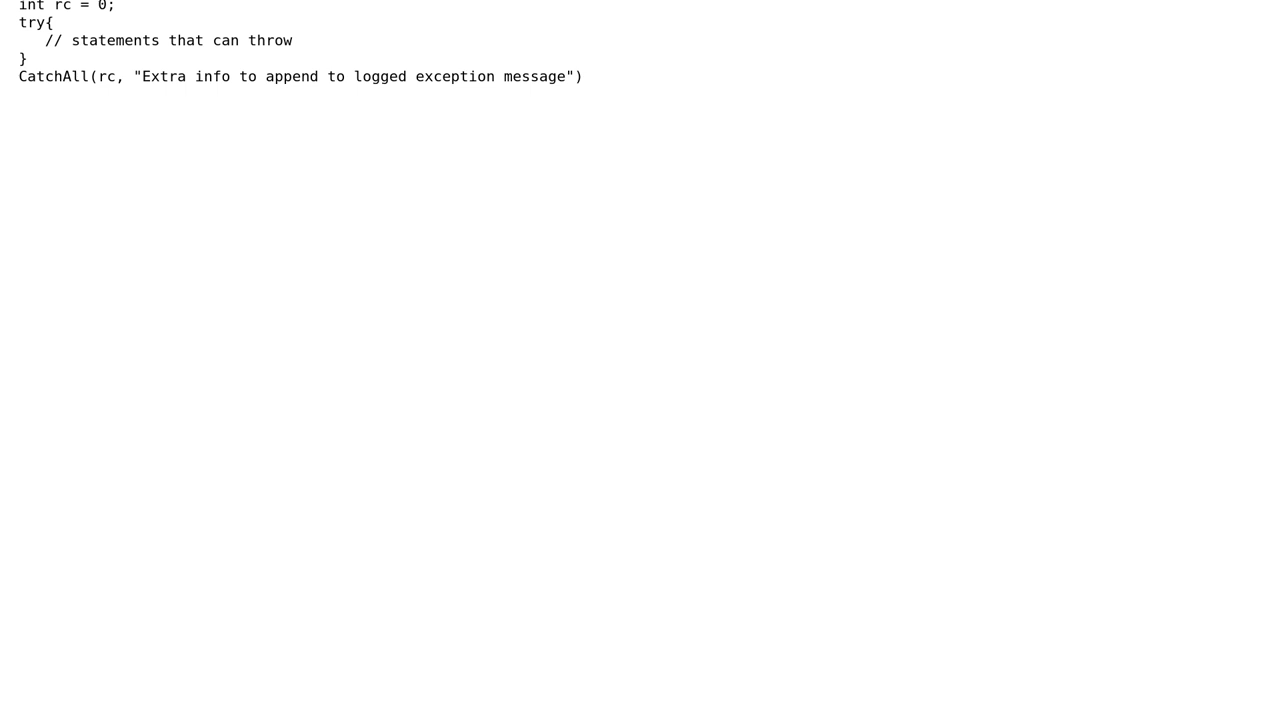 int rc = 0;
try{
   // statements that can throw
}
CatchAll(rc, "Extra info to append to logged exception message")